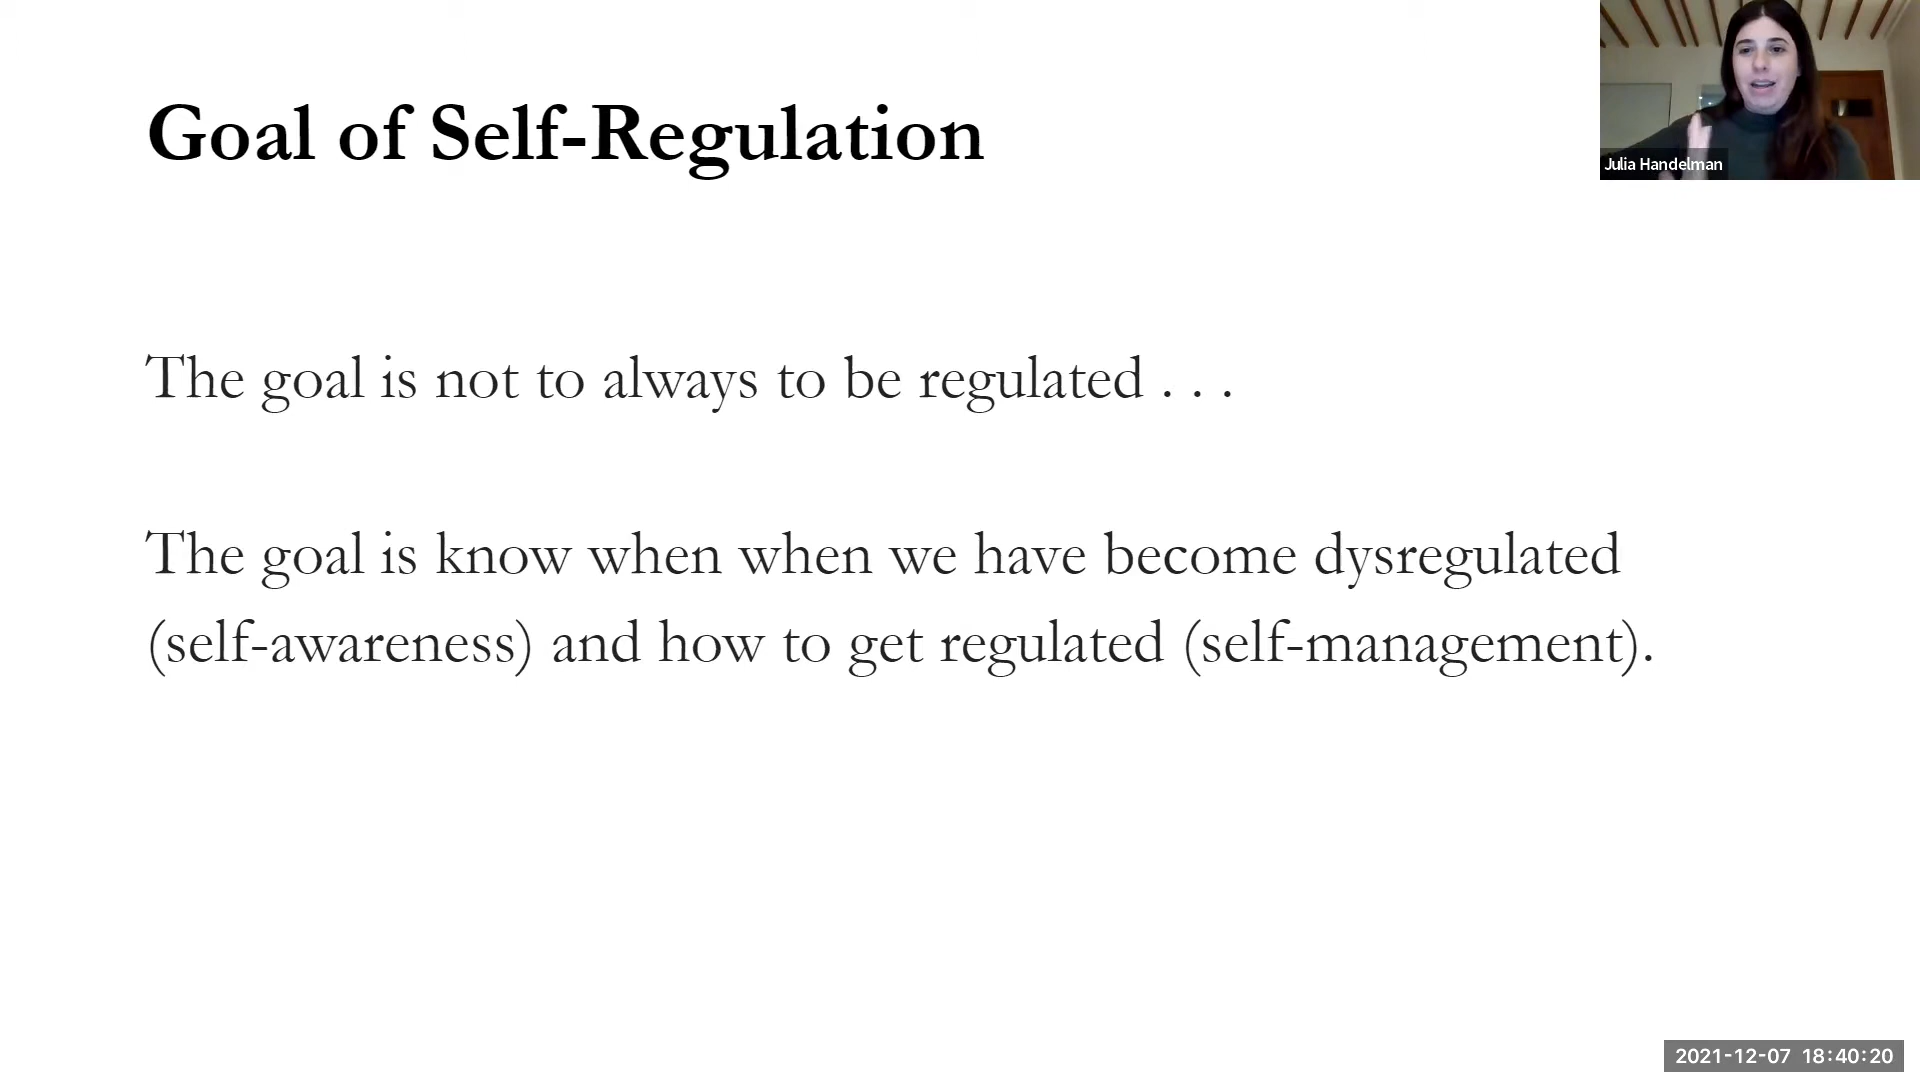 Goal of Self-Regulation
Julia Handelman
The goal is not to always to be regulated . . .
The goal is know when when we have become dysregulated
(self-awareness) and how to get regulated (self-management).
2021-12-07 18:40:20